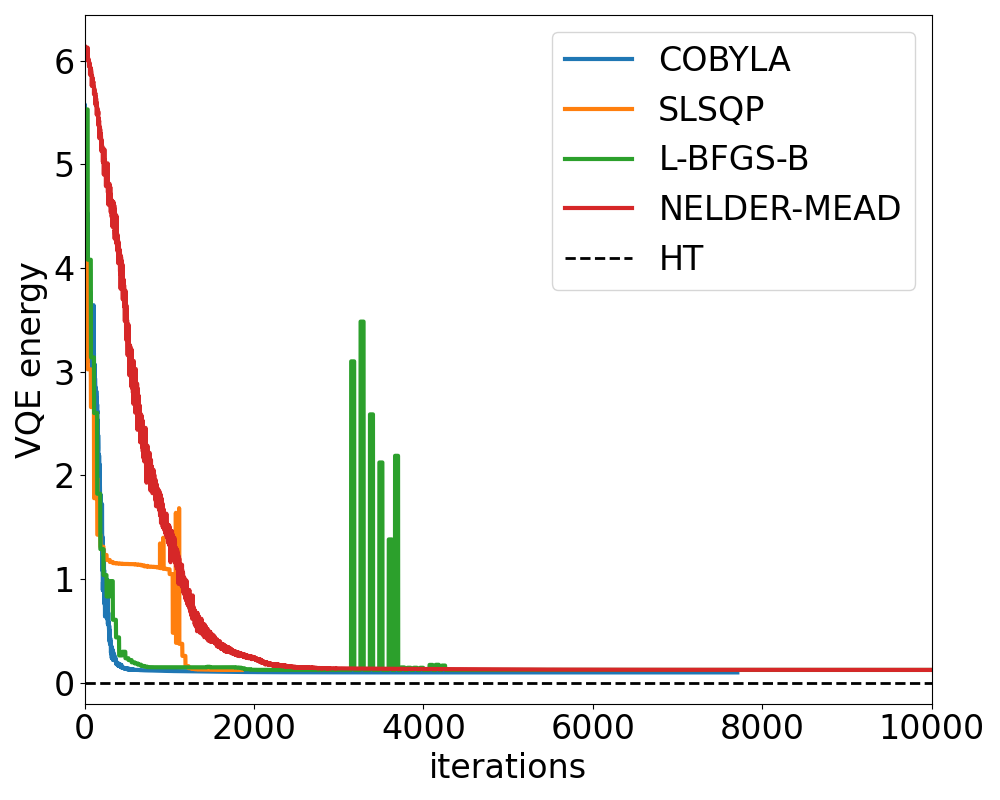 6
5
4
3
2
1
0
VQE energy
COBYLA
SLSQP
L-BFGS-B
NELDER-MEAD
HT
0 2000 4000 6000 8000 10000
iterations